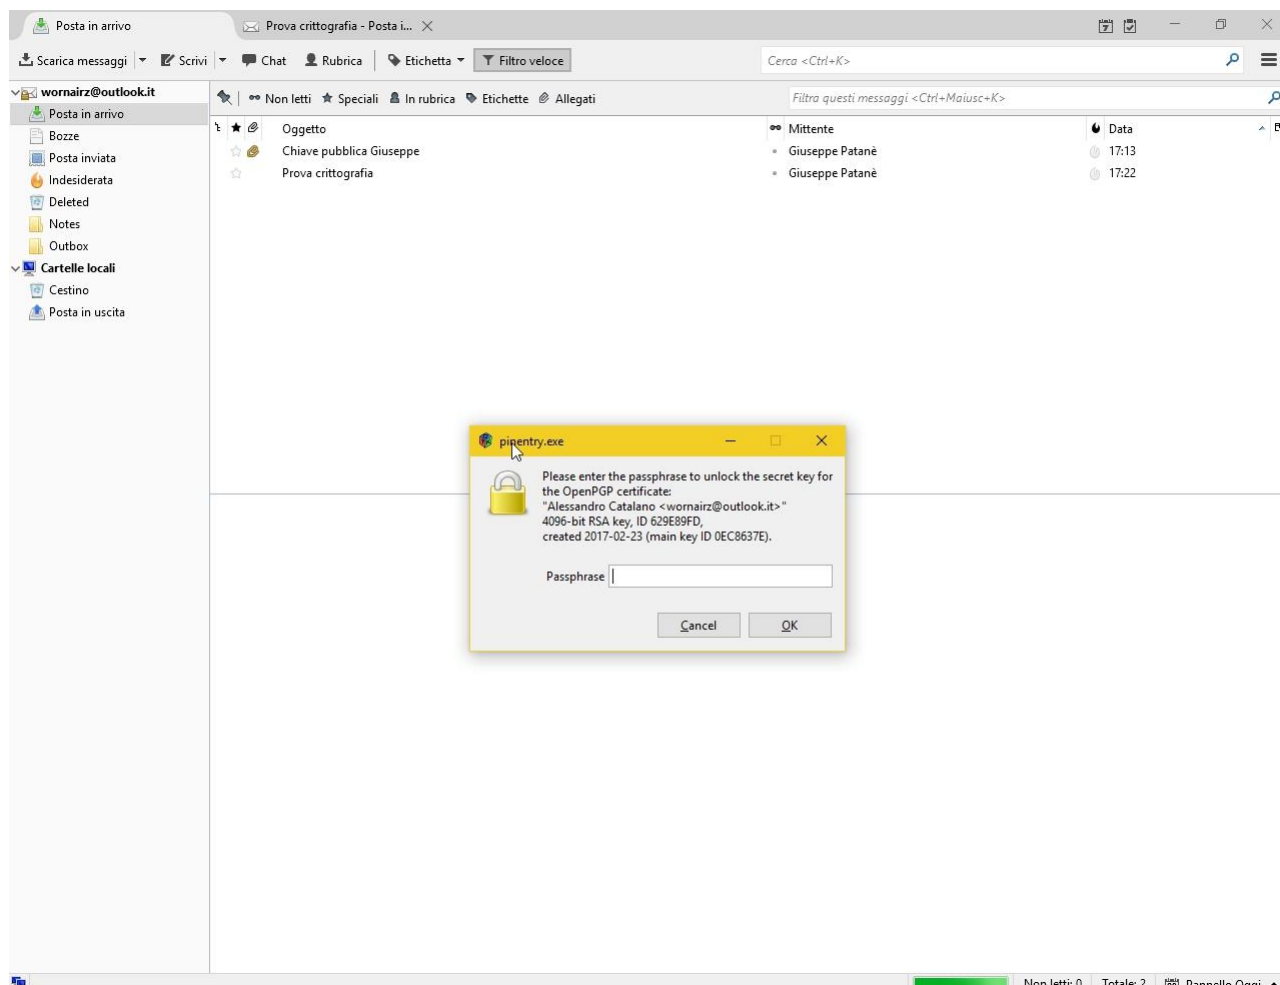 Posta in arrivo
Prova crittografia - Posta i...
Scarica messaggi
Scrivi
Chat
Rubrica
Etichetta
Filtro veloce
Cerca <Ctrl+K>
wornairz@outlook.it
Posta in arrivo
Bozze
Posta inviata
Indesiderata
Deleted
Notes
Outbox
Cartelle locali
Cestino
Posta in uscita
Non letti
Speciali
In rubrica
Etichette
Allegati
Filtra questi messaggi <Ctrl+Maiusc+K>
Oggetto Mittente Data
Chiave pubblica Giuseppe Giuseppe Patanè 17:13
Prova crittografia Giuseppe Patanè 17:22
pinentry.exe
Please enter the passphrase to unlock the secret key for
the OpenPGP certificate:
"Alessandro Catalano <wornairz@outlook.it>"
4096-bit RSA key, ID 629E89FD,
created 2017-02-23 (main key ID 0EC8637E).
Passphrase
Cancel
OK
Non letti: 0 Totale: 2 Pannello Oggi